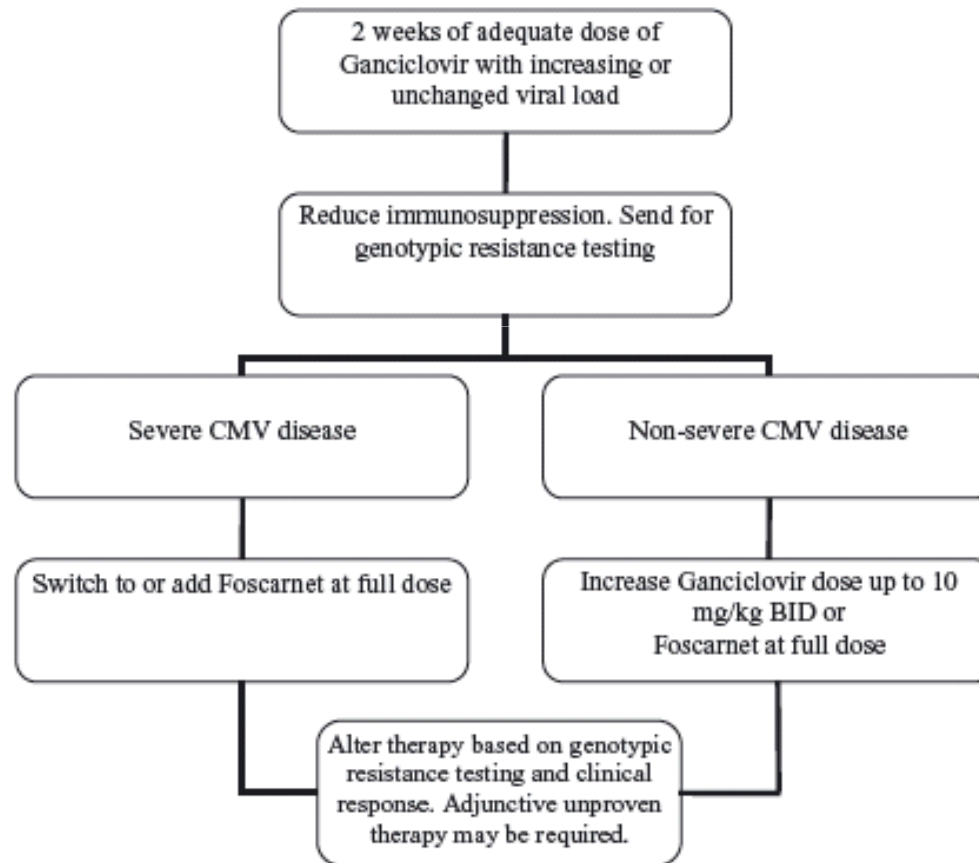 2 weeks of adequate dose of
Ganciclovir with increasing or
unchanged viral load
Reduce immunosuppression. Send for
genotypic resistance testing
Severe CMV disease
Non-severe CMV disease
Switch to or add Foscarnet at full dose
Increase Ganciclovir dose up to 10
mg/kg BID or
Foscarnet at full dose
Alter therapy based on genotypic
resistance testing and clinical
response. Adjunctive unproven
therapy may be required.